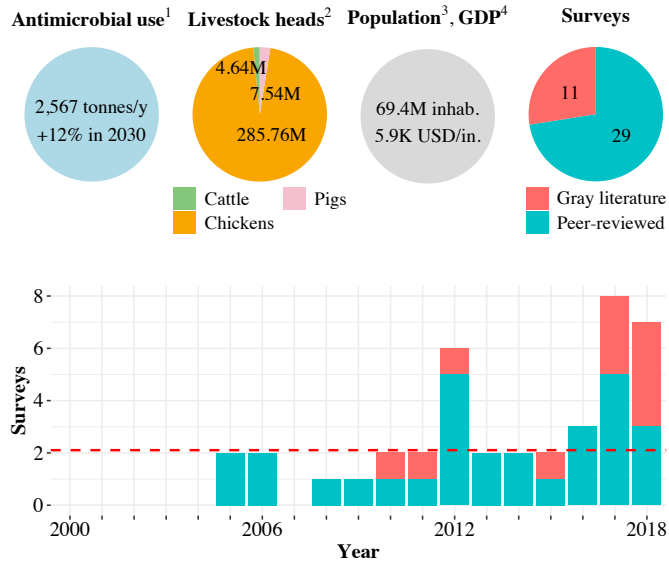 Antimicrobial use¹ Livestock heads² Population³, GDP⁴ Surveys
4.64M
7.54M
285.76M
2,567 tonnes/y
+12% in 2030
69.4M inhab.
5.9K USD/in.
11
29
Cattle Pigs
Chickens
Gray literature
Peer-reviewed
8
6
4
2
0
Surveys
2000 2006 2012 2018
Year